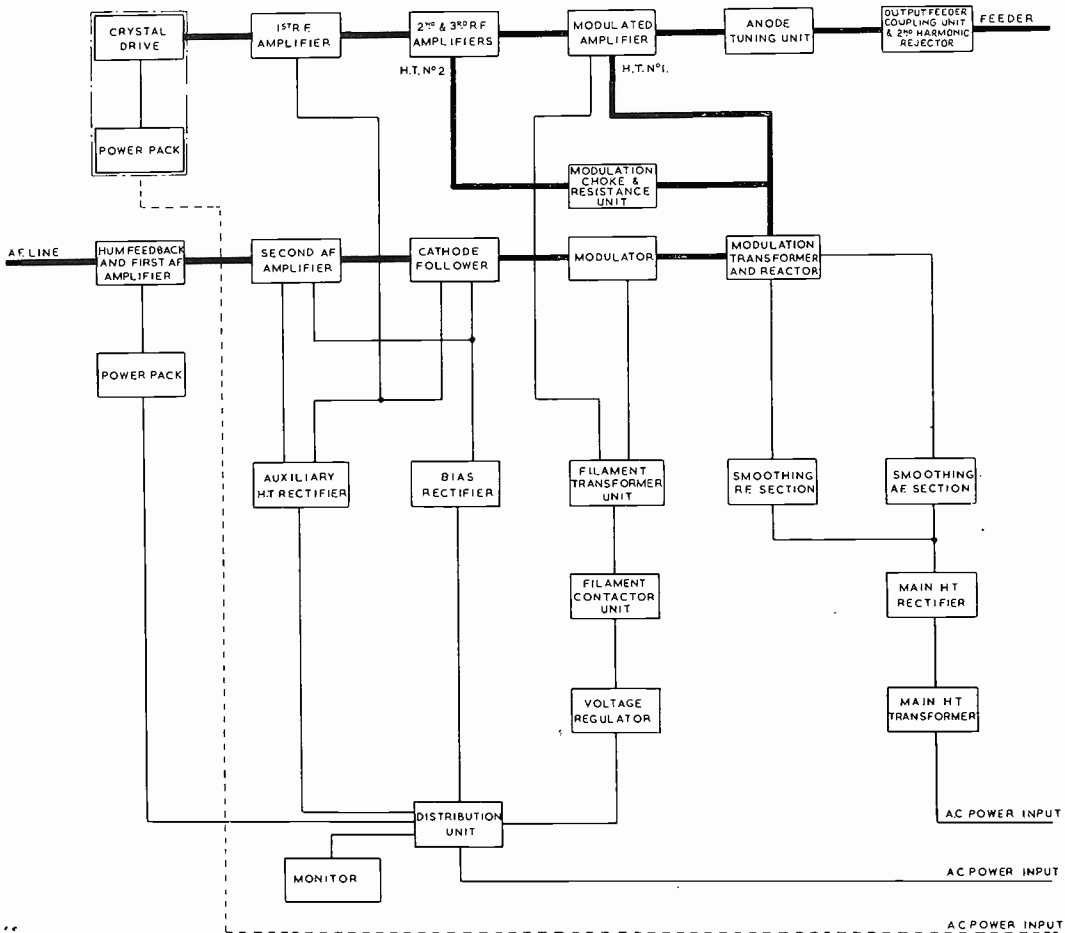 CRYSTAL
DRIVE
1ST R.F.
AMPLIFIER
2ND & 3RD R.F.
AMPLIFIERS
MODULATED
AMPLIFIER
ANODE
TUNING UNIT
OUTPUT FEEDER
COUPLING UNIT
& 2ND HARMONIC
REJECTOR
FEEDER
H.T. Nº 2
H.T. Nº 1.
POWER PACK
MODULATION
CHOKE &
RESISTANCE
UNIT
A.F. LINE
HUM FEEDBACK
AND FIRST AF
AMPLIFIER
SECOND AF
AMPLIFIER
CATHODE
FOLLOWER
MODULATOR
MODULATION
TRANSFORMER
AND REACTOR
POWER PACK
AUXILIARY
H.T RECTIFIER
BIAS
RECTIFIER
FILAMENT
TRANSFORMER
UNIT
SMOOTHING
R.F. SECTION
SMOOTHING
A.F. SECTION
FILAMENT
CONTACTOR
UNIT
MAIN HT
RECTIFIER
VOLTAGE
REGULATOR
MAIN HT
TRANSFORMER
DISTRIBUTION
UNIT
A.C POWER INPUT
MONITOR
A C POWER INPUT
A.C POWER INPUT